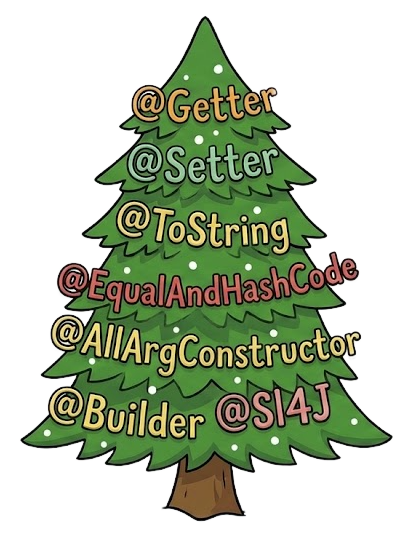 @Getter
@Setter
@ToString
@EqualAndHashCode
@AllArgConstructor
@Builder @Sl4J